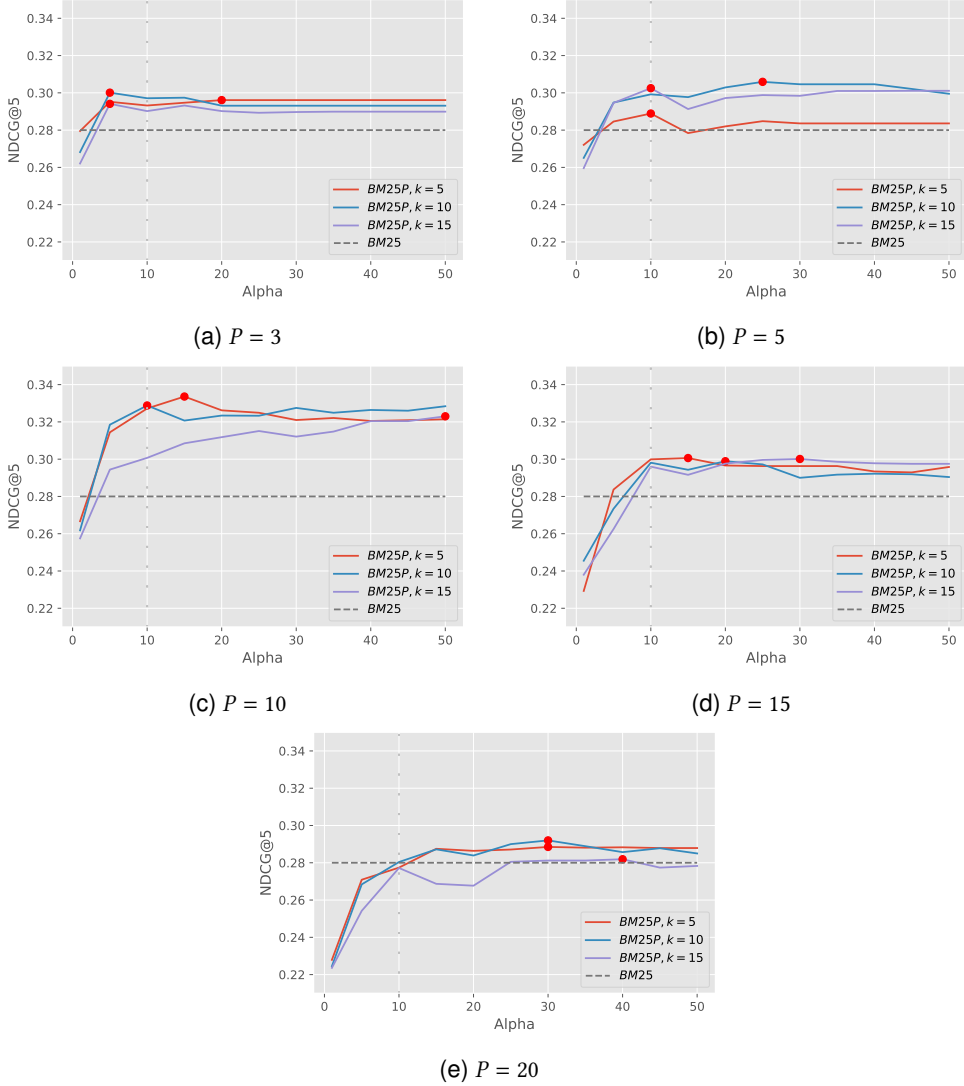 0.34
0.32
0.30
0.28
0.26
0.24
0.22
NDCG@5
0 10 20 30 40 50
Alpha
BM25P, k = 5
BM25P, k = 10
BM25P, k = 15
BM25
(a) P = 3
0.34
0.32
0.30
0.28
0.26
0.24
0.22
NDCG@5
0 10 20 30 40 50
Alpha
BM25P, k = 5
BM25P, k = 10
BM25P, k = 15
BM25
(b) P = 5
0.34
0.32
0.30
0.28
0.26
0.24
0.22
NDCG@5
0 10 20 30 40 50
Alpha
BM25P, k = 5
BM25P, k = 10
BM25P, k = 15
BM25
(c) P = 10
0.34
0.32
0.30
0.28
0.26
0.24
0.22
NDCG@5
0 10 20 30 40 50
Alpha
BM25P, k = 5
BM25P, k = 10
BM25P, k = 15
BM25
(d) P = 15
0.34
0.32
0.30
0.28
0.26
0.24
0.22
NDCG@5
0 10 20 30 40 50
Alpha
BM25P, k = 5
BM25P, k = 10
BM25P, k = 15
BM25
(e) P = 20